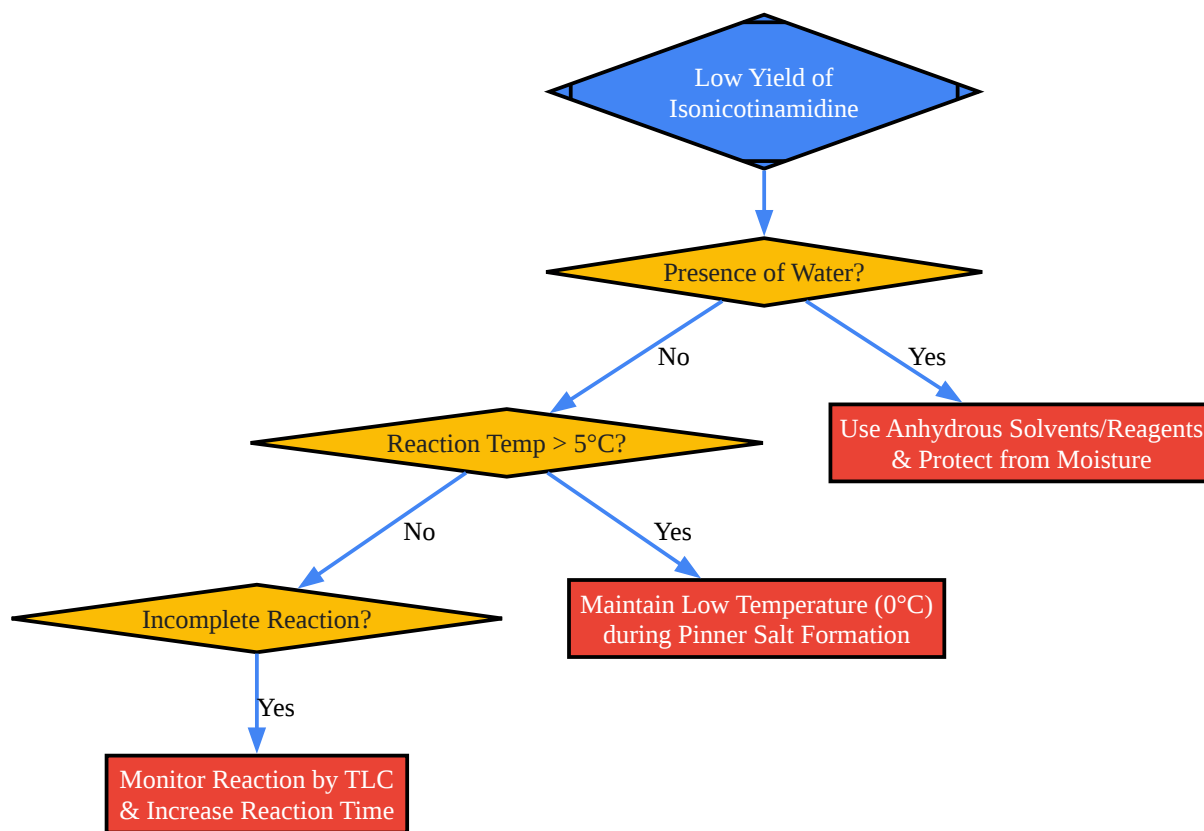 Low Yield of
Isonicotinamidine
Presence of Water?
No
Yes
Use Anhydrous Solvents/Reagents
& Protect from Moisture
Reaction Temp > 5°C?
No
Yes
Incomplete Reaction?
Maintain Low Temperature (0°C)
during Pinner Salt Formation
Yes
Monitor Reaction by TLC
& Increase Reaction Time